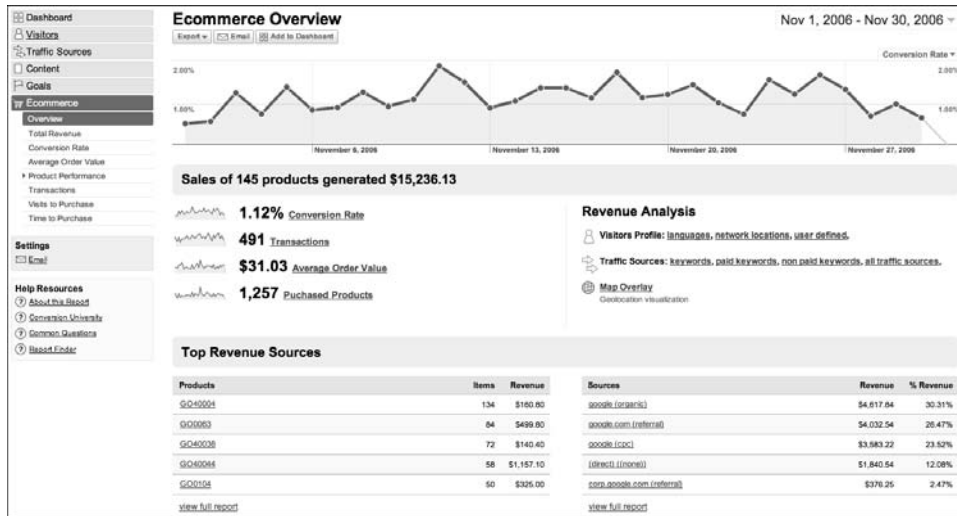 Dashboard
Visitors
Traffic Sources
Content
Goals
Ecommerce
Overview
Total Revenue
Conversion Rate
Average Order Value
Product Performance
Transactions
Visits to Purchase
Time to Purchase
Settings
Email
Help Resources
About this Report
Conversion University
Common Questions
Report Finder
Ecommerce Overview
Nov 1, 2006 - Nov 30, 2006
Export Email Add to Dashboard
Conversion Rate
2.00% 2.00%
1.00% 1.00%
November 6, 2006 November 13, 2006 November 20, 2006 November 27, 2006
Sales of 145 products generated $15,236.13
1.12% Conversion Rate
491 Transactions
$31.03 Average Order Value
1,257 Puchased Products
Revenue Analysis
Visitors Profile: languages, network locations, user defined,
Traffic Sources: keywords, paid keywords, non paid keywords, all traffic sources,
Map Overlay
Geolocation visualization
Top Revenue Sources
Products Items Revenue
GO40004 134 $160.80
GO0063 84 $499.80
GO40038 72 $140.40
GO40044 58 $1,157.10
GO0104 50 $325.00
view full report
Sources Revenue % Revenue
google (organic) $4,617.84 30.31%
google.com (referral) $4,032.54 26.47%
google (cpc) $3,583.22 23.52%
(direct) ((none)) $1,840.54 12.08%
corp.google.com (referral) $376.25 2.47%
view full report